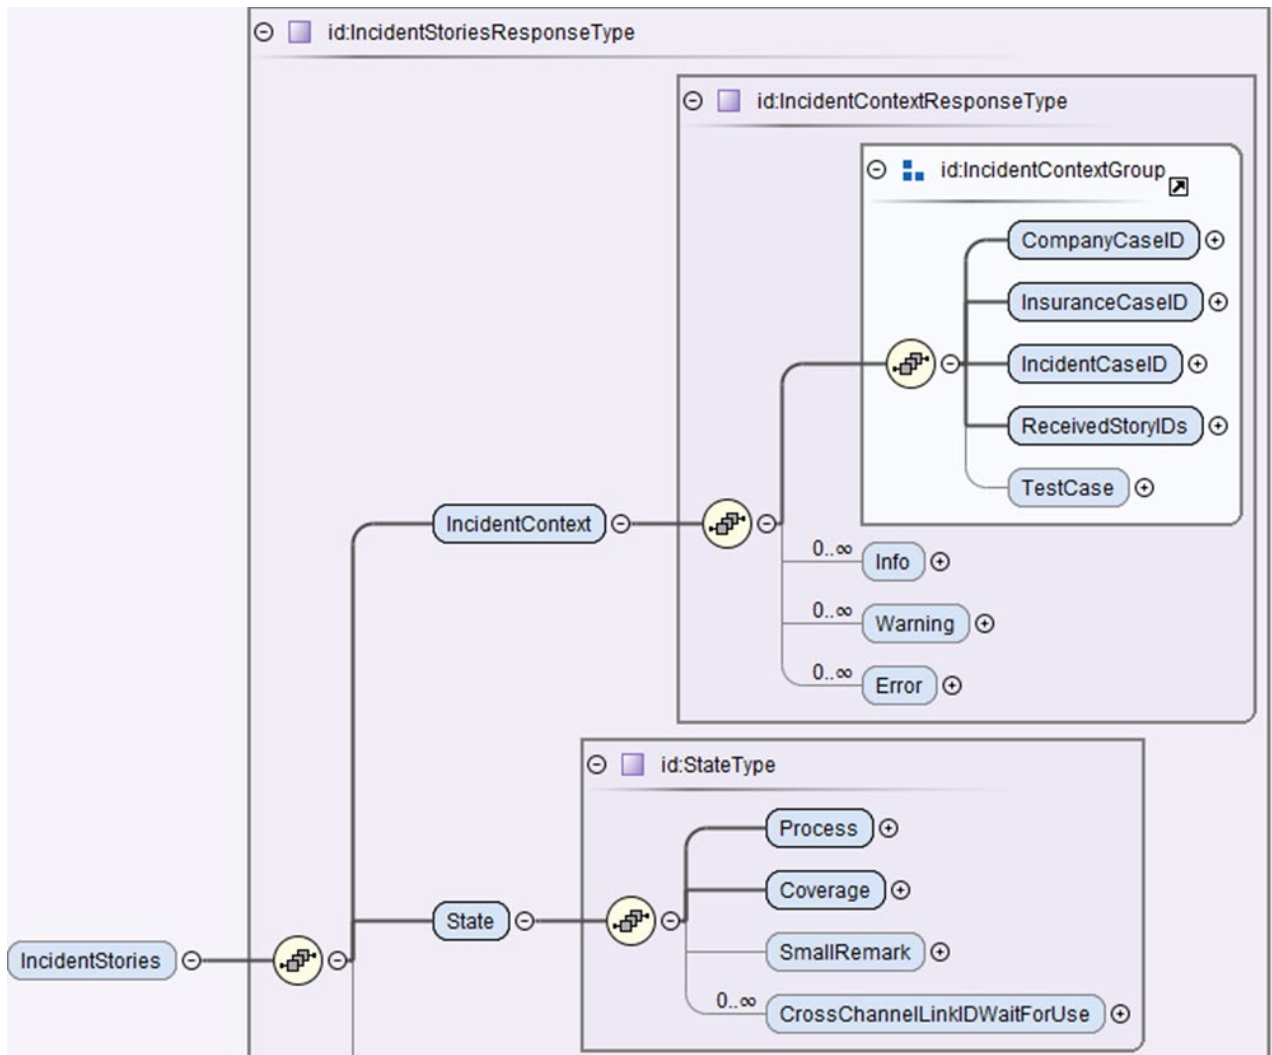 id:IncidentStoriesResponseType
id:IncidentContextResponseType
id:IncidentContextGroup
CompanyCaseID
InsuranceCaseID
IncidentCaseID
ReceivedStoryIDs
TestCase
IncidentContext
0..∞
Info
0..∞
Warning
0..∞
Error
id:StateType
Process
Coverage
State
SmallRemark
IncidentStories
0..∞
CrossChannelLinkIDWaitForUse